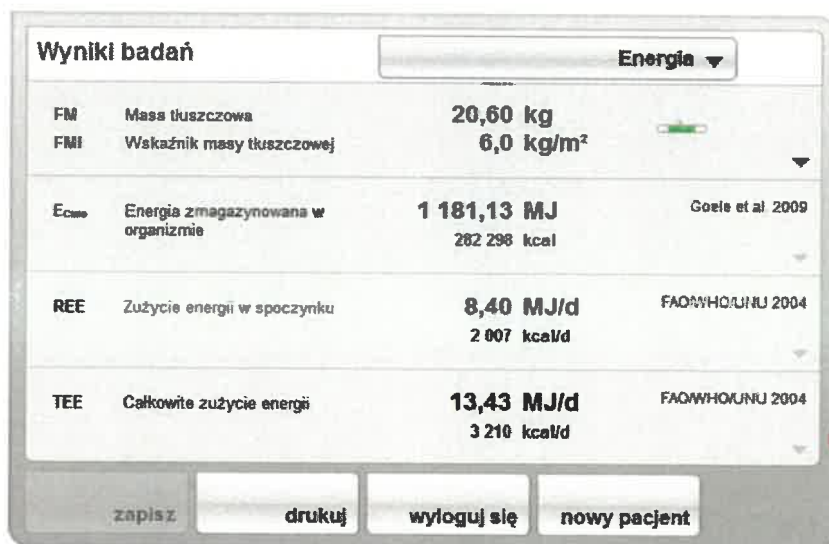 Wyniki badań
Energia
FM Masa tłuszczowa 20,60 kg
FMI Wskaźnik masy tłuszczowej 6,0 kg/m²
Energia zmagazynowana w organizmie 1 181,13 MJ Goele et al. 2009
282 298 kcal
REE Zużycie energii w spoczynku 8,40 MJ/d FAO/WHO/UNU 2004
2 007 kcal/d
TEE Całkowite zużycie energii 13,43 MJ/d FAO/WHO/UNU 2004
3 210 kcal/d
zapisz drukuj wyloguj się nowy pacjent